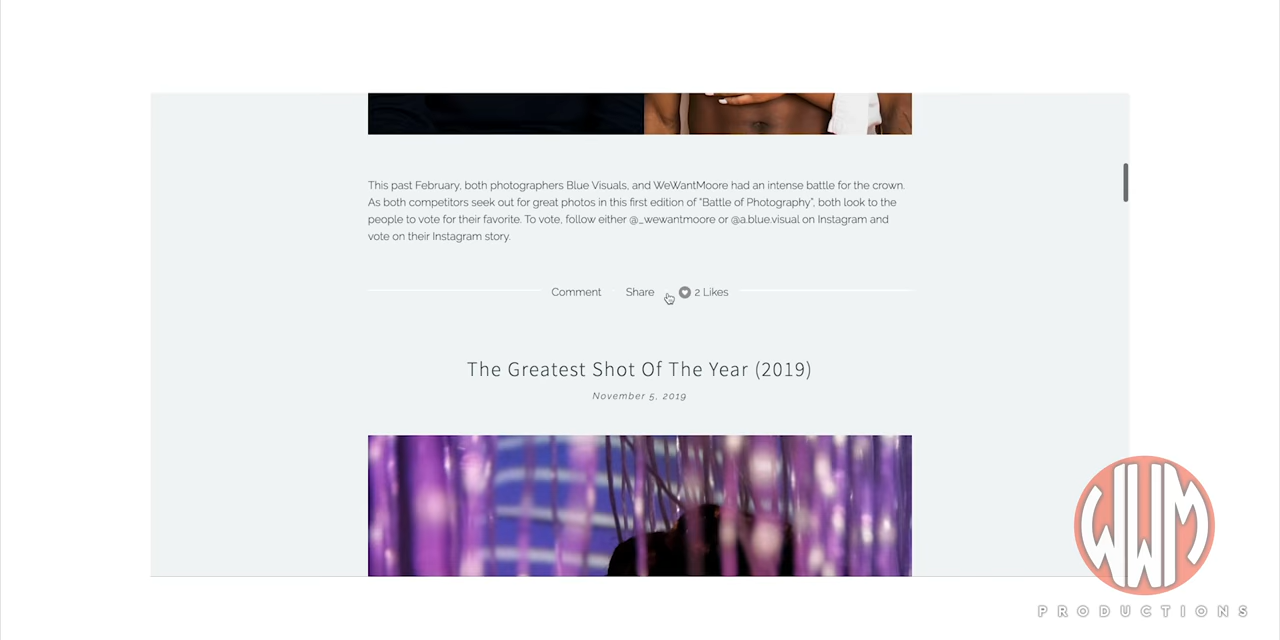 This past February, both photographers Blue Visuals, and WeWantMoore had an intense battle for the crown.
As both competitors seek out for great photos in this first edition of "Battle of Photography", both look to the
people to vote for their favorite. To vote, follow either @_wewantmoore or @a.blue.visual on Instagram and
vote on their Instagram story.
Comment Share 2 Likes
The Greatest Shot Of The Year (2019)
November 5, 2019
WWM
PRODUCTIONS